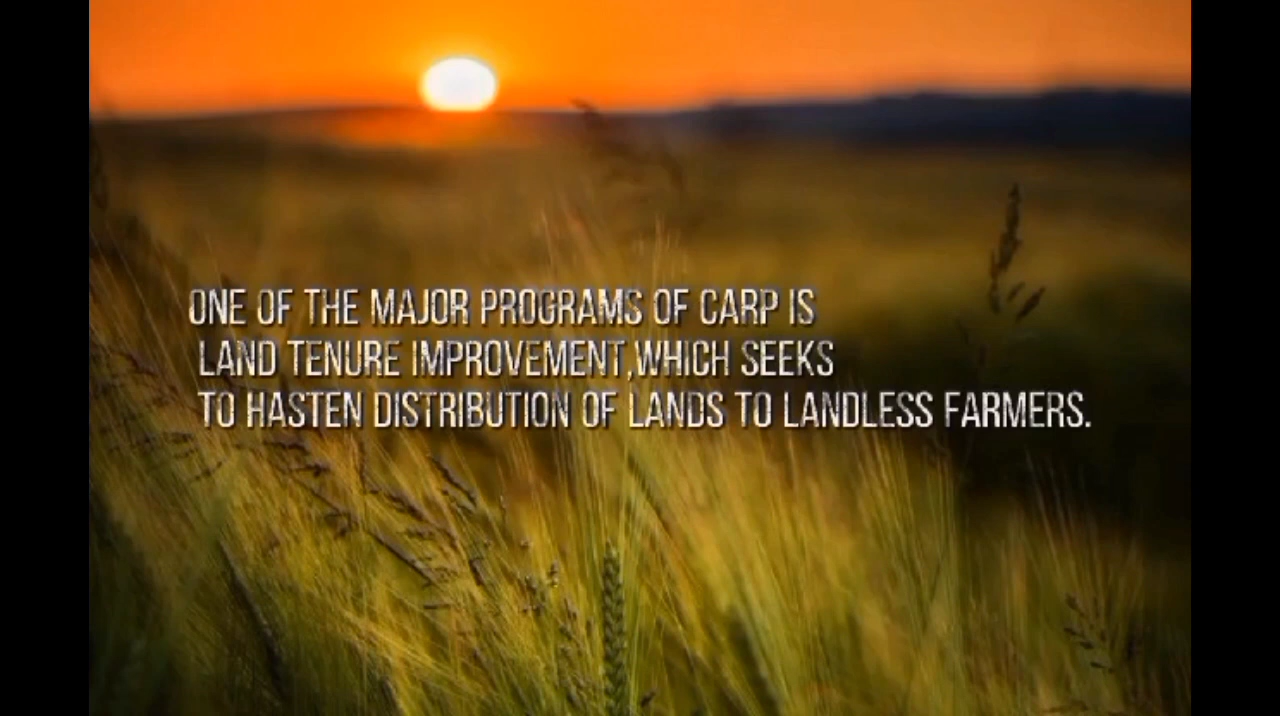 ONE OF THE MAJOR PROGRAMS OF CARP IS
LAND TENURE IMPROVEMENT,WHICH SEEKS
TO HASTEN DISTRIBUTION OF LANDS TO LANDLESS FARMERS.